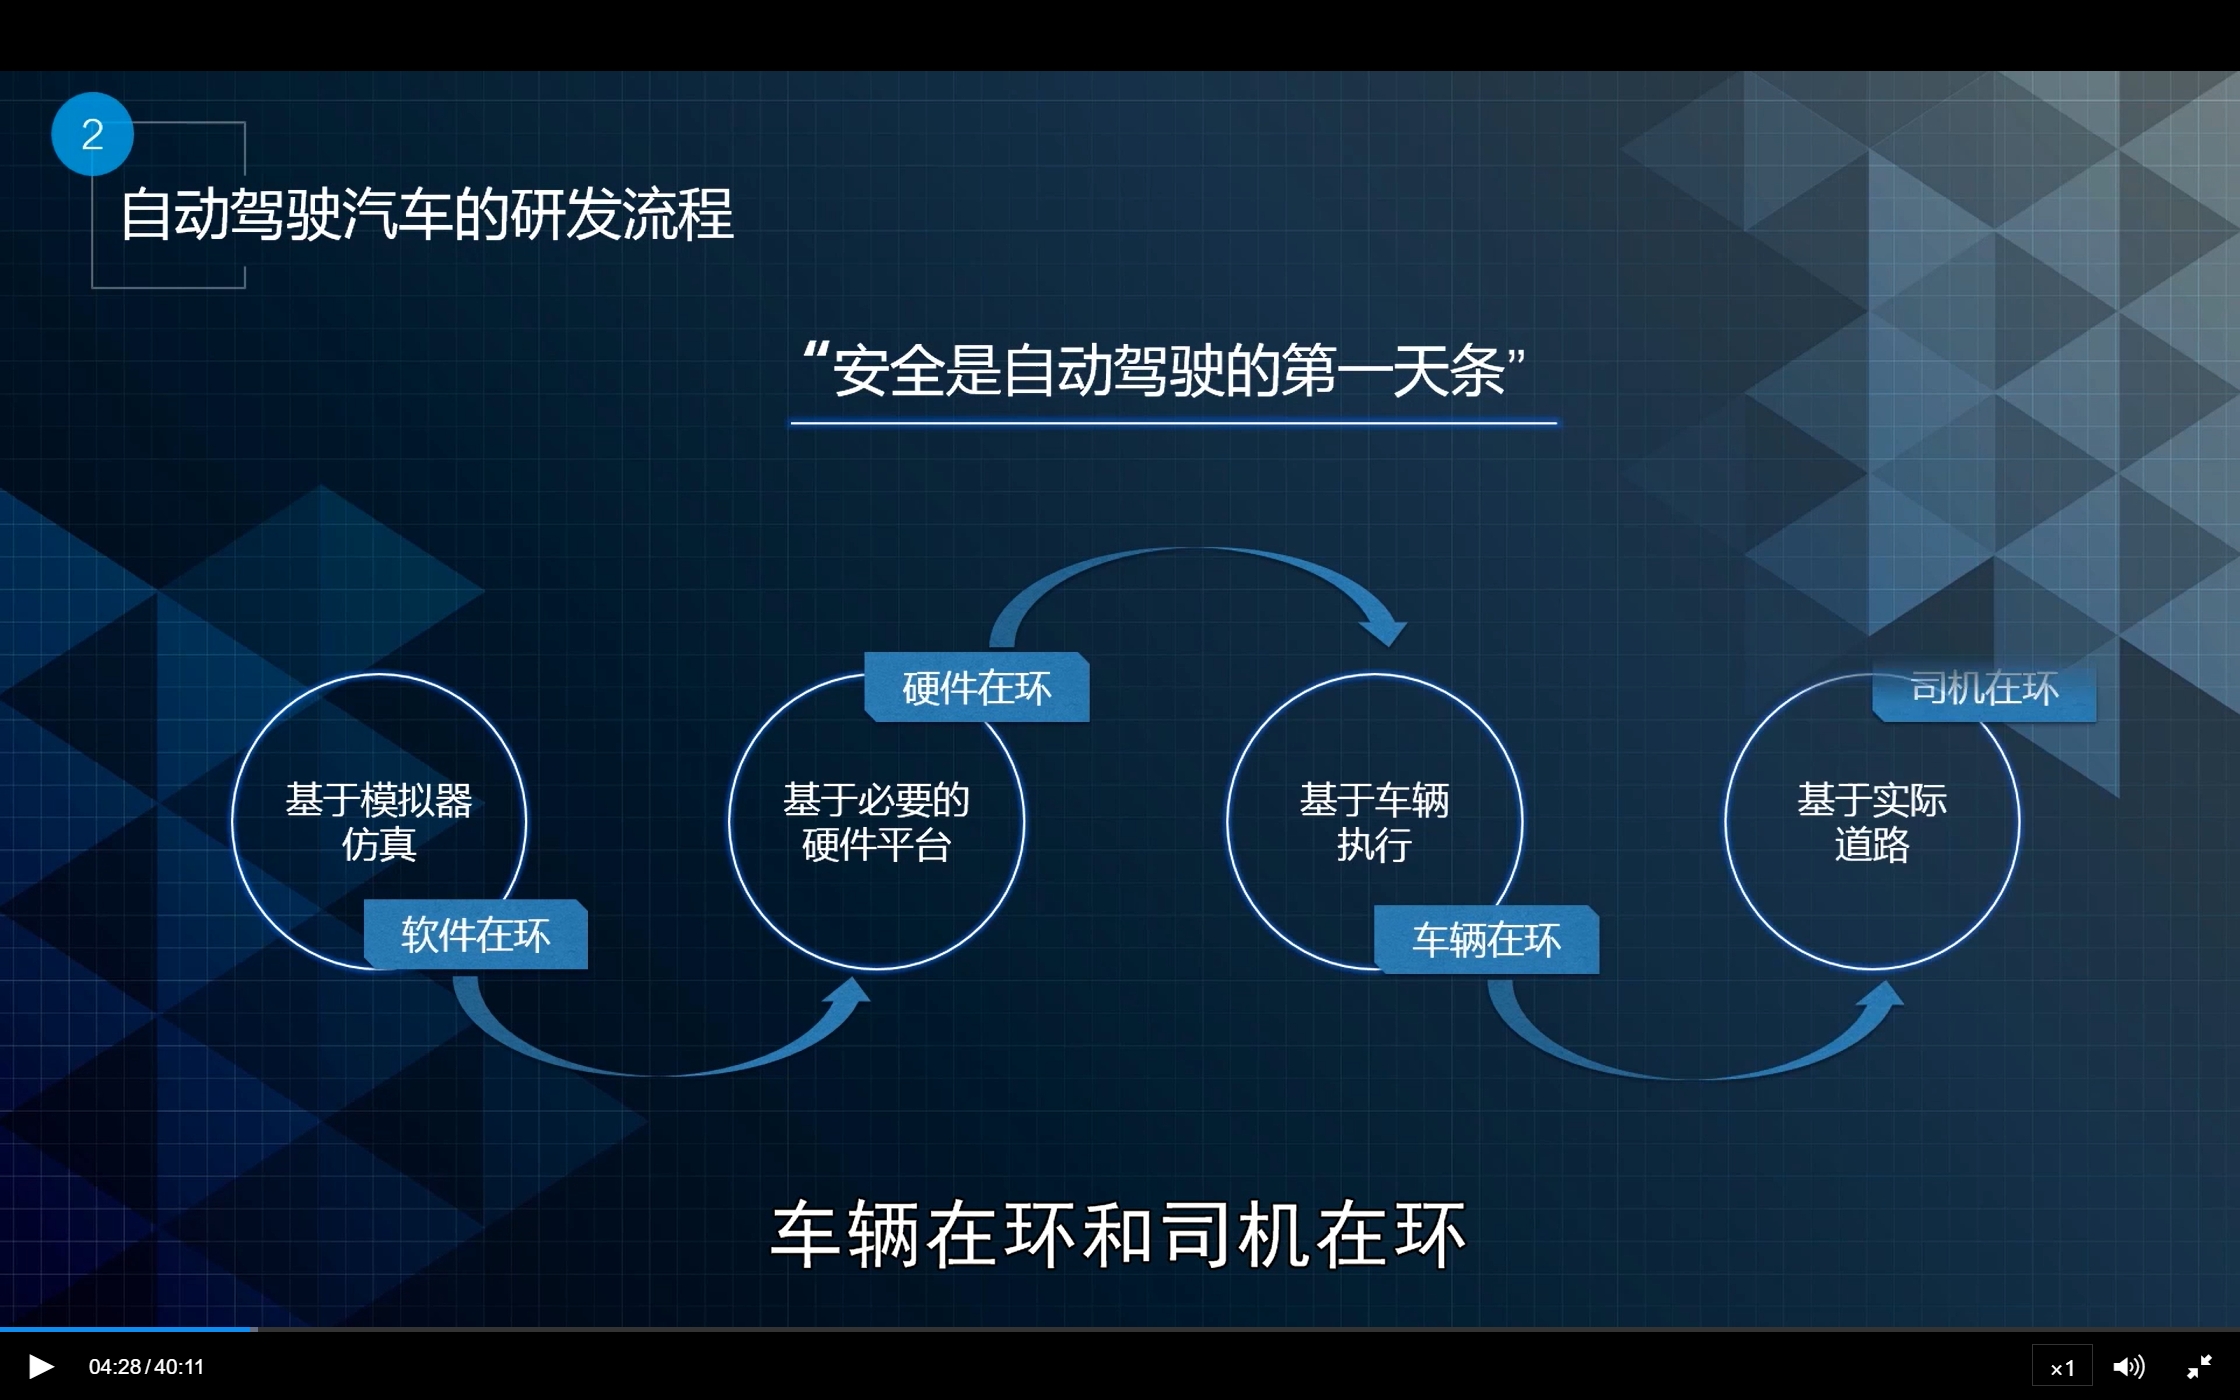 2
自动驾驶汽车的研发流程
“安全是自动驾驶的第一天条”
硬件在环
司机在环
基于模拟器
仿真
基于必要的
硬件平台
基于车辆
执行
基于实际
道路
软件在环
车辆在环
车辆在环和司机在环
04:28/40:11
×1